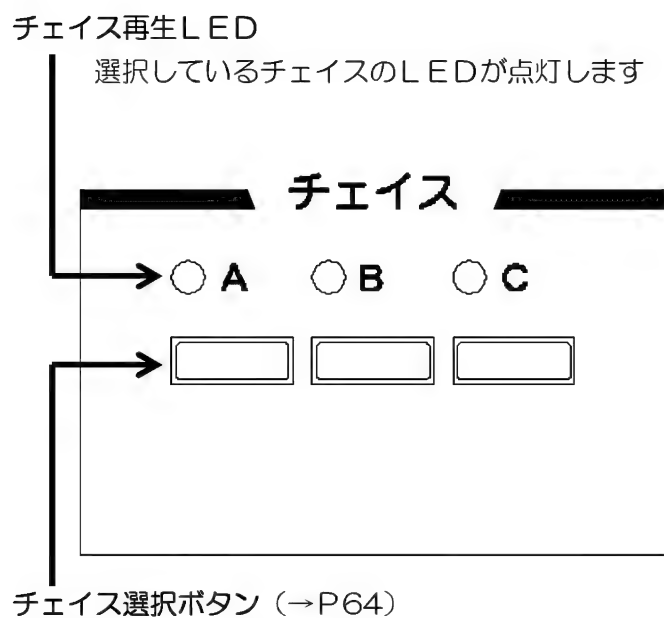 チェイス再生ＬＥＤ
選択しているチェイスのＬＥＤが点灯します
チェイス
A B C
チェイス選択ボタン（→Ｐ６４）